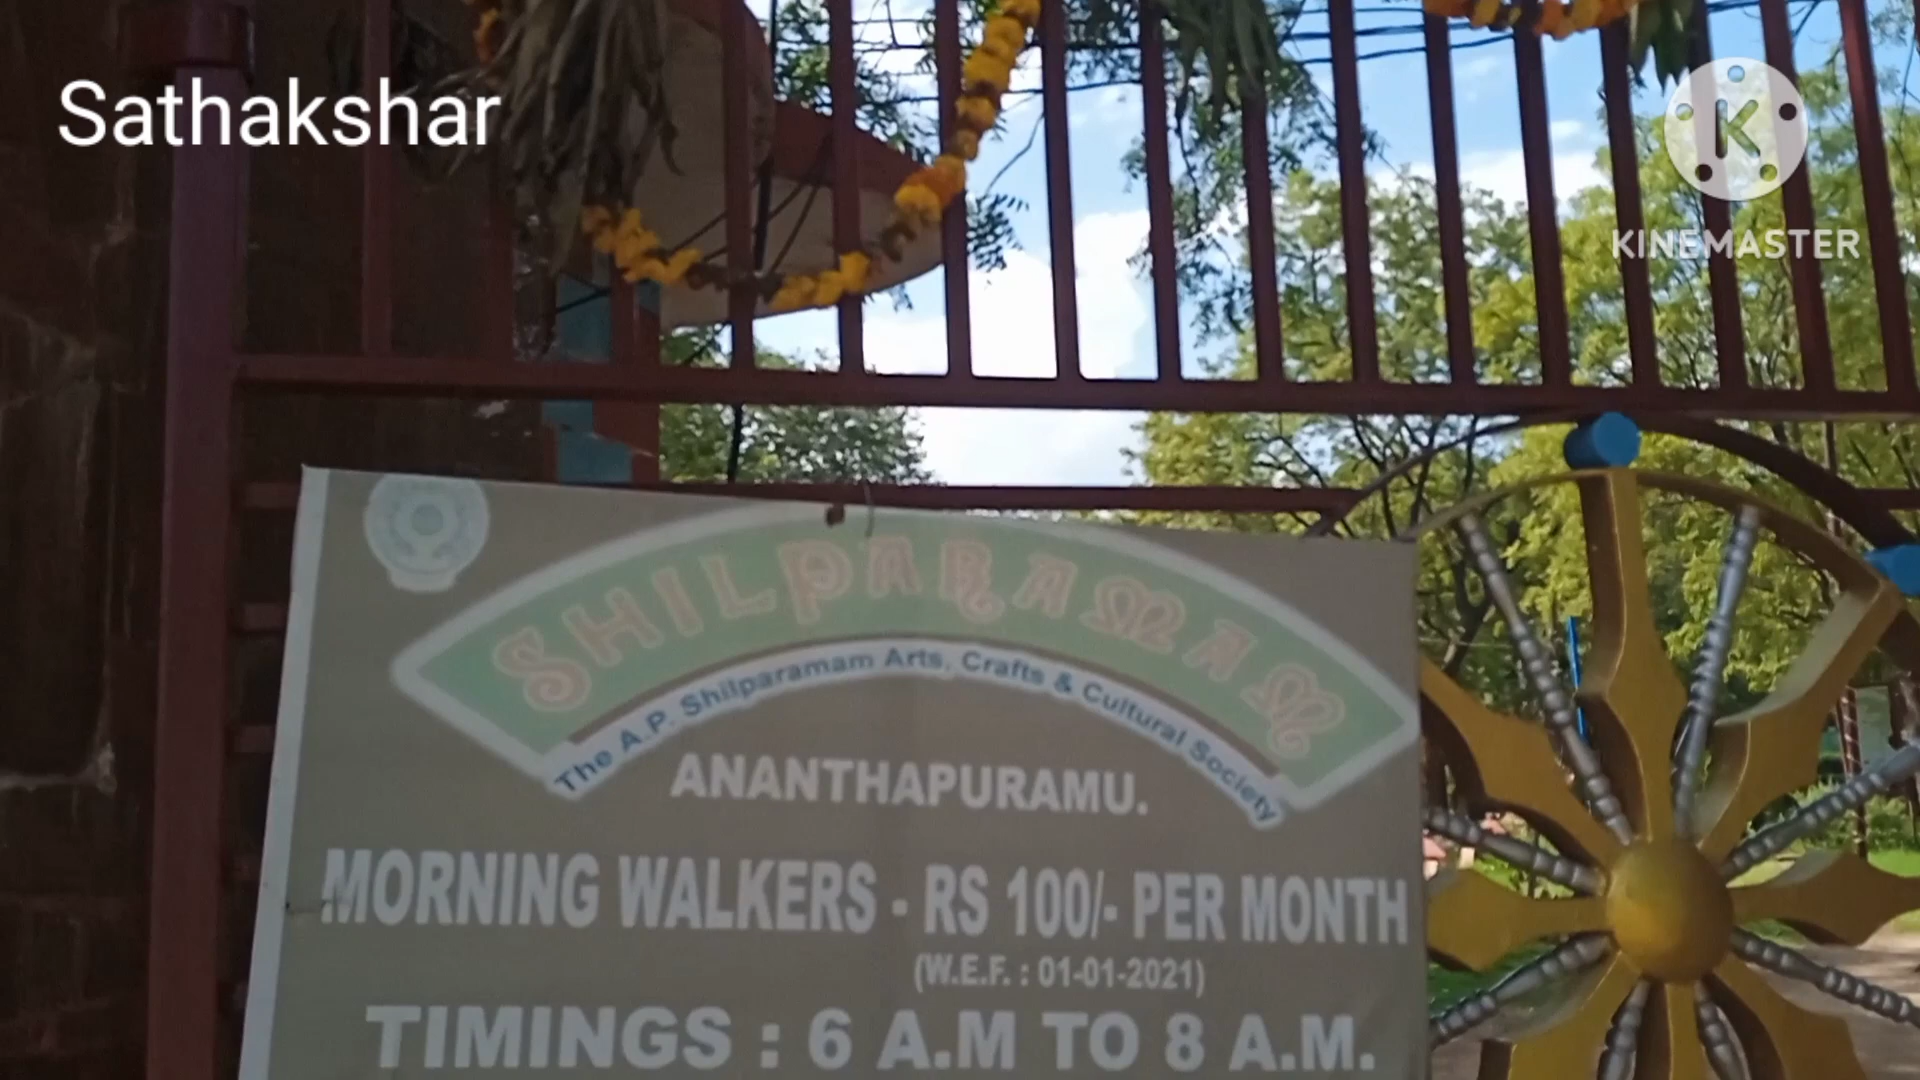 Sathakshar
K
KINEMASTER
SHILPARAMAM
The A.P. Shilparamam Arts, Crafts & Cultural Society
ANANTHAPURAMU.
MORNING WALKERS - RS 100/- PER MONTH
(W.E.F. : 01-01-2021)
TIMINGS : 6 A.M TO 8 A.M.